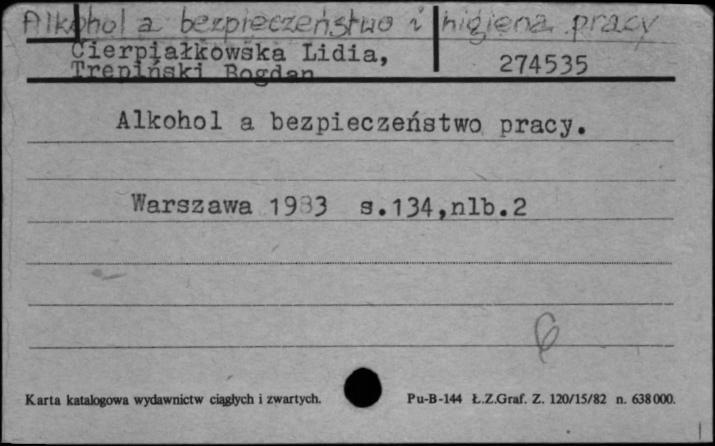 Alkohol a bezpieczeństwo i higiena pracy
Cierpiałkowska Lidia,
Trepiński Bogdan
274535
Alkohol a bezpieczeństwo pracy.
Warszawa 1983 s.134,nlb.2
Karta katalogowa wydawnictw ciągłych i zwartych.
Pu-B-144 Ł.Z.Graf. Z. 120/15/82 n. 638000.